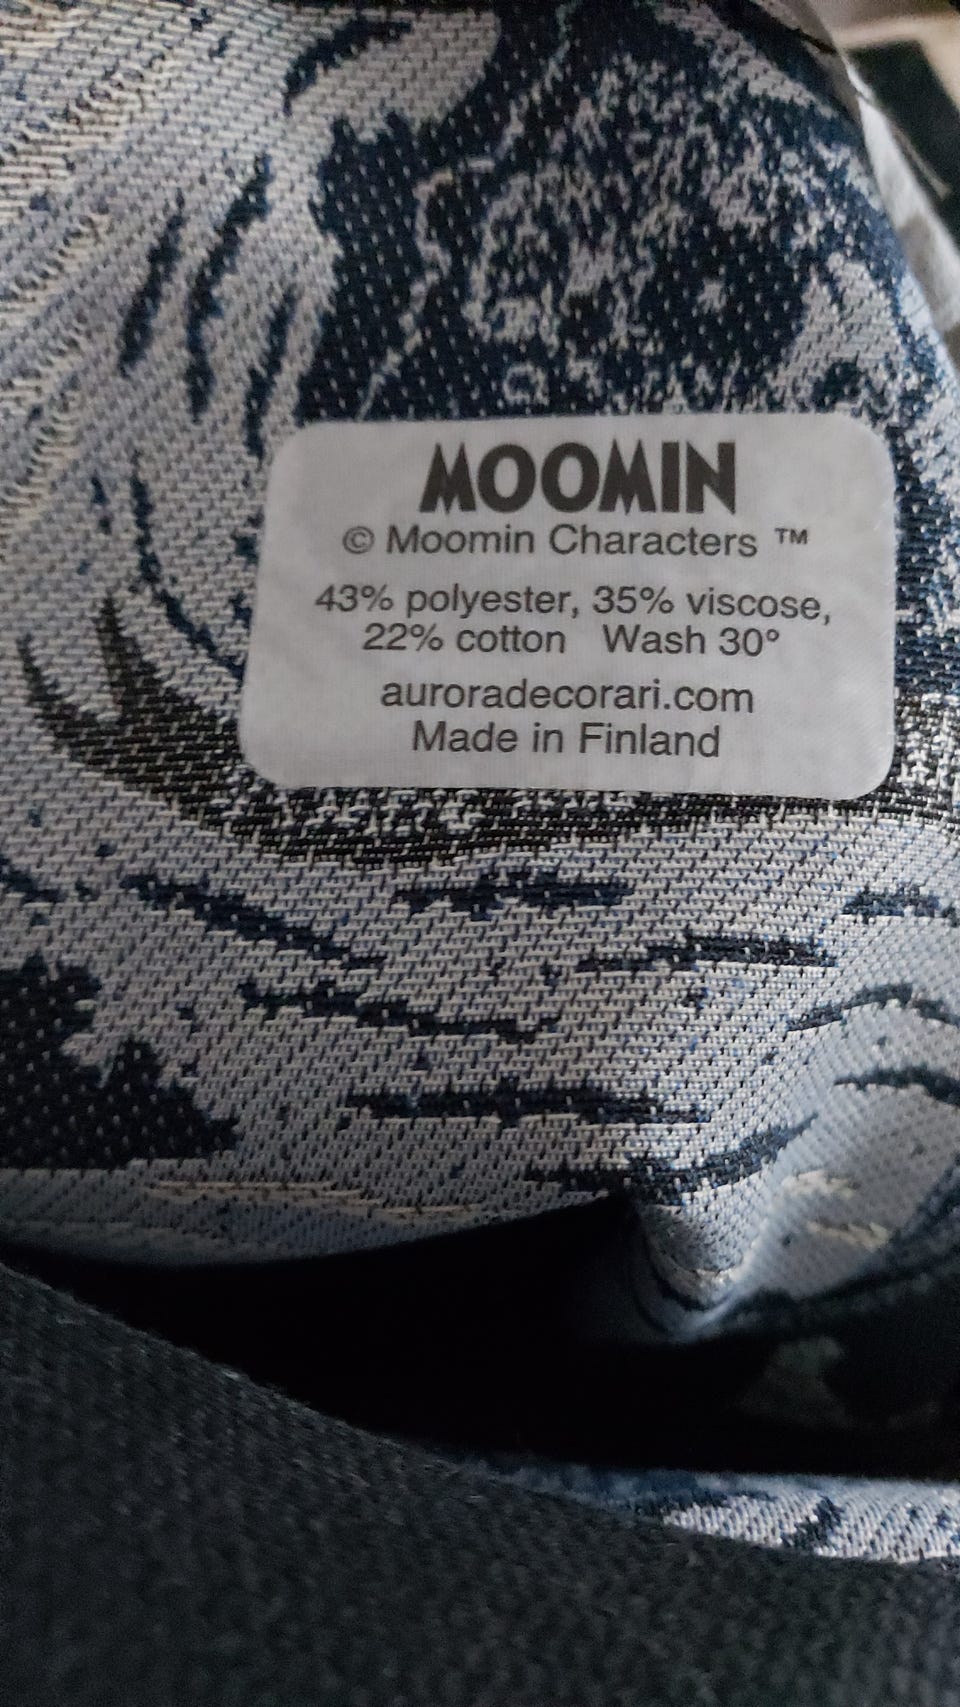 MOOMIN
© Moomin Characters ™
43% polyester, 35% viscose,
22% cotton Wash 30°
auroradecorari.com
Made in Finland